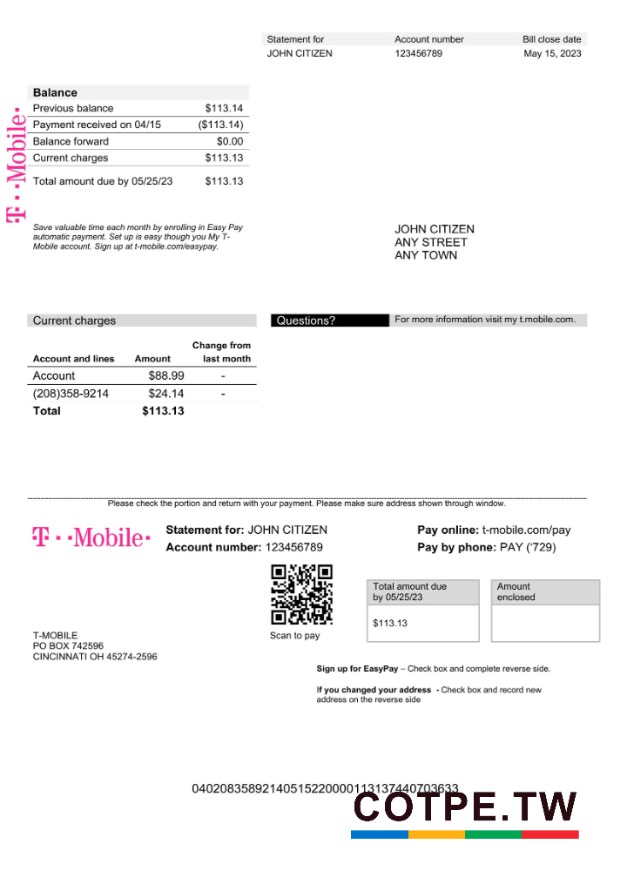 Statement for Account number Bill close date
JOHN CITIZEN 123456789 May 15, 2023
T··Mobile·
Balance
Previous balance $113.14
Payment received on 04/15 ($113.14)
Balance forward $0.00
Current charges $113.13
Total amount due by 05/25/23 $113.13
Save valuable time each month by enrolling in Easy Pay
automatic payment. Set up is easy though you My T-
Mobile account. Sign up at t-mobile.com/easypay.
JOHN CITIZEN
ANY STREET
ANY TOWN
Current charges
Questions? For more information visit my t.mobile.com.
Change from
Account and lines Amount last month
Account $88.99 -
(208)358-9214 $24.14 -
Total $113.13
Please check the portion and return with your payment. Please make sure address shown through window.
T··Mobile·
Statement for: JOHN CITIZEN
Account number: 123456789
Pay online: t-mobile.com/pay
Pay by phone: PAY ('729)
Scan to pay
Total amount due
by 05/25/23
$113.13
Amount
enclosed
T-MOBILE
PO BOX 742596
CINCINNATI OH 45274-2596
Sign up for EasyPay – Check box and complete reverse side.
If you changed your address - Check box and record new
address on the reverse side
04020835892140515220000113137440703633
COTPE.TW